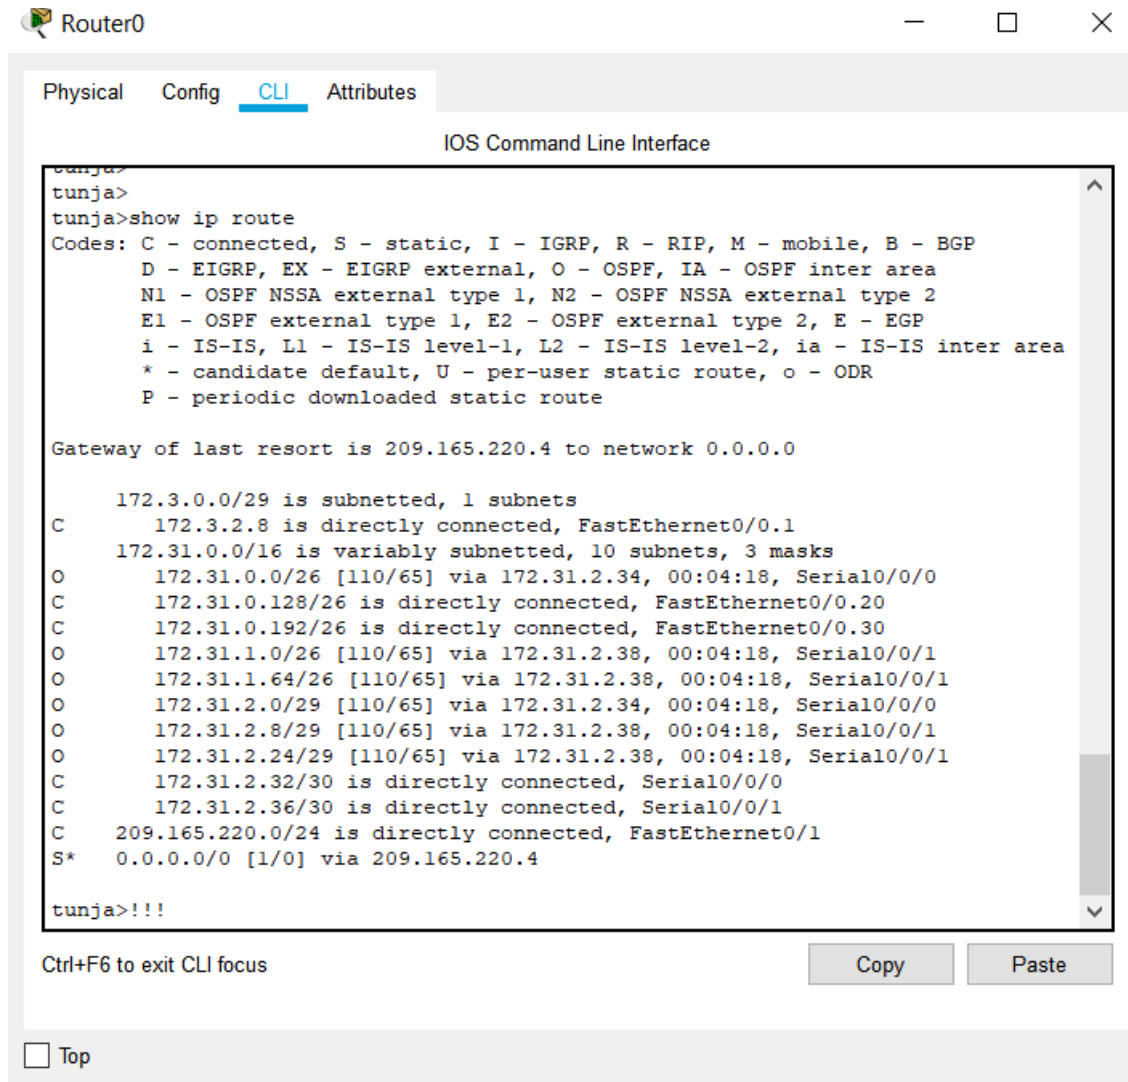 Router0
Physical Config CLI Attributes
IOS Command Line Interface
tunja>
tunja>
tunja>show ip route
Codes: C - connected, S - static, I - IGRP, R - RIP, M - mobile, B - BGP
       D - EIGRP, EX - EIGRP external, O - OSPF, IA - OSPF inter area
       N1 - OSPF NSSA external type 1, N2 - OSPF NSSA external type 2
       E1 - OSPF external type 1, E2 - OSPF external type 2, E - EGP
       i - IS-IS, L1 - IS-IS level-1, L2 - IS-IS level-2, ia - IS-IS inter area
       * - candidate default, U - per-user static route, o - ODR
       P - periodic downloaded static route
Gateway of last resort is 209.165.220.4 to network 0.0.0.0
     172.3.0.0/29 is subnetted, 1 subnets
C       172.3.2.8 is directly connected, FastEthernet0/0.1
     172.31.0.0/16 is variably subnetted, 10 subnets, 3 masks
O       172.31.0.0/26 [110/65] via 172.31.2.34, 00:04:18, Serial0/0/0
C       172.31.0.128/26 is directly connected, FastEthernet0/0.20
C       172.31.0.192/26 is directly connected, FastEthernet0/0.30
O       172.31.1.0/26 [110/65] via 172.31.2.38, 00:04:18, Serial0/0/1
O       172.31.1.64/26 [110/65] via 172.31.2.38, 00:04:18, Serial0/0/1
O       172.31.2.0/29 [110/65] via 172.31.2.34, 00:04:18, Serial0/0/0
O       172.31.2.8/29 [110/65] via 172.31.2.38, 00:04:18, Serial0/0/1
O       172.31.2.24/29 [110/65] via 172.31.2.38, 00:04:18, Serial0/0/1
C       172.31.2.32/30 is directly connected, Serial0/0/0
C       172.31.2.36/30 is directly connected, Serial0/0/1
C    209.165.220.0/24 is directly connected, FastEthernet0/1
S*   0.0.0.0/0 [1/0] via 209.165.220.4
tunja>!!!
Ctrl+F6 to exit CLI focus
Copy Paste
Top